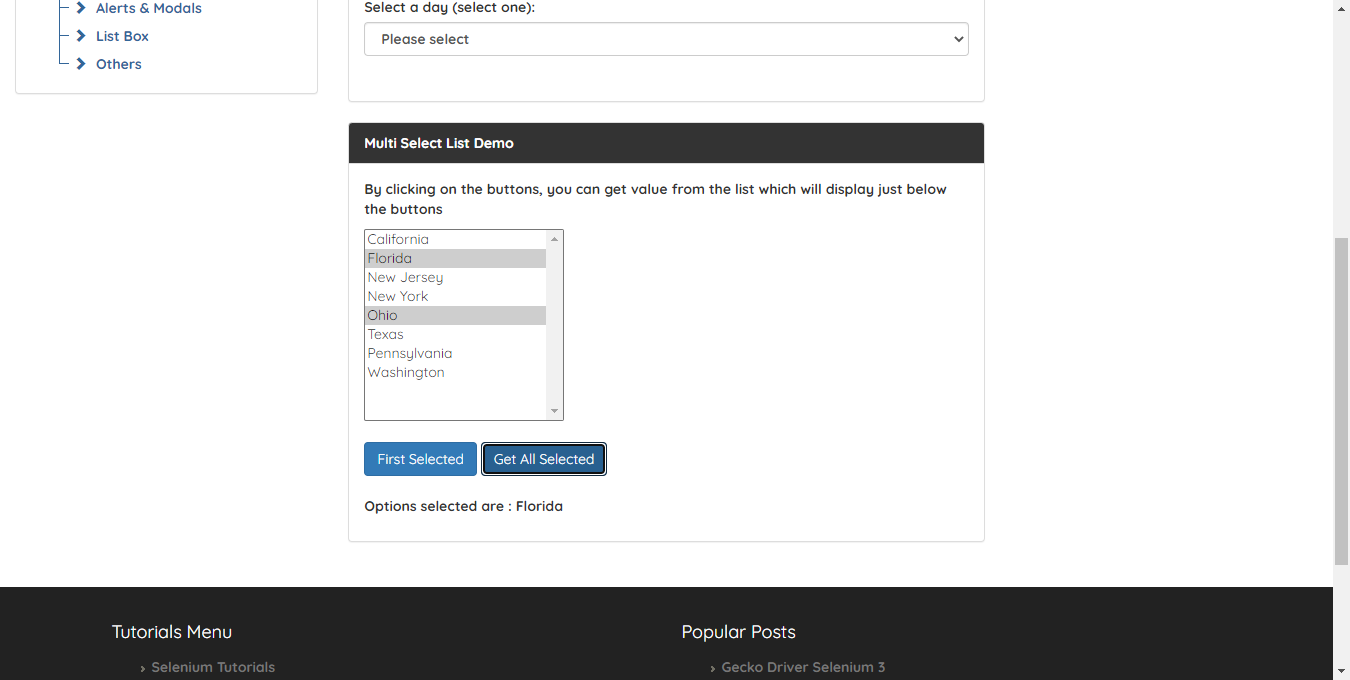 Alerts & Modals
List Box
Others
Select a day (select one):
Please select
Multi Select List Demo
By clicking on the buttons, you can get value from the list which will display just below
the buttons
California
Florida
New Jersey
New York
Ohio
Texas
Pennsylvania
Washington
First Selected
Get All Selected
Options selected are : Florida
Tutorials Menu
Selenium Tutorials
Popular Posts
Gecko Driver Selenium 3